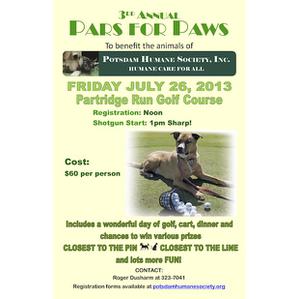 3RD ANNUAL
PARS FOR PAWS
To benefit the animals of
POTSDAM HUMANE SOCIETY, INC.
HUMANE CARE FOR ALL
FRIDAY JULY 26, 2013
Partridge Run Golf Course
Registration: Noon
Shotgun Start: 1pm Sharp!
Cost:
$60 per person
Includes a wonderful day of golf, cart, dinner and
chances to win various prizes
CLOSEST TO THE PIN CLOSEST TO THE LINE
and lots more FUN!
CONTACT:
Roger Dusharm at 323-7041
Registration forms available at potsdamhumanesociety.org